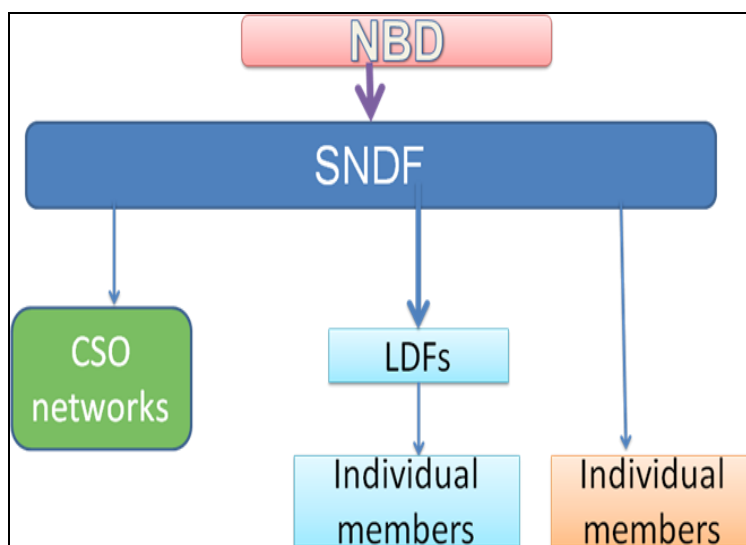 NBD
SNDF
CSO
networks
LDFs
Individual
members
Individual
members